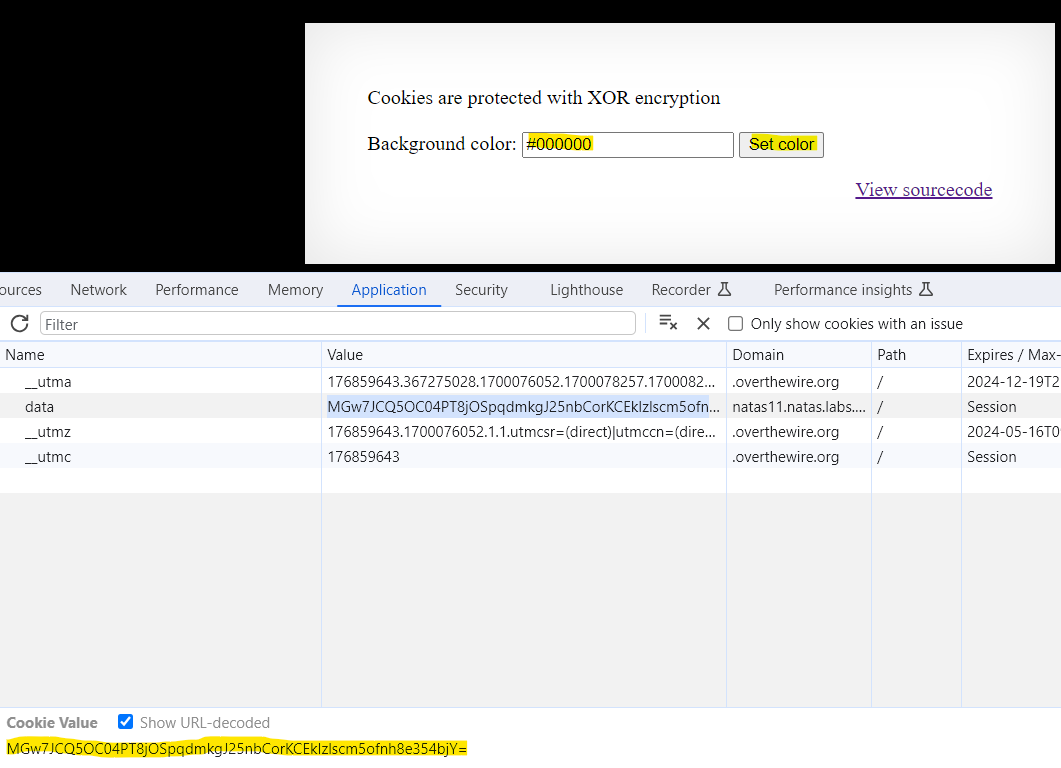 Cookies are protected with XOR encryption
Background color: #000000 Set color
View sourcecode
ources Network Performance Memory Application Security Lighthouse Recorder Performance insights
Filter Only show cookies with an issue
Name Value Domain Path Expires / Max-
__utma 176859643.367275028.1700076052.1700078257.1700082... .overthewire.org / 2024-12-19T2
data MGw7JCQ5OC04PT8jOSpqdmkgJ25nbCorKCEkIzlscm5ofn... natas11.natas.labs.... / Session
__utmz 176859643.1700076052.1.1.utmcsr=(direct)|utmccn=(dire... .overthewire.org / 2024-05-16T0
__utmc 176859643 .overthewire.org / Session
Cookie Value Show URL-decoded
MGw7JCQ5OC04PT8jOSpqdmkgJ25nbCorKCEkIzlscm5ofnh8e354bjY=